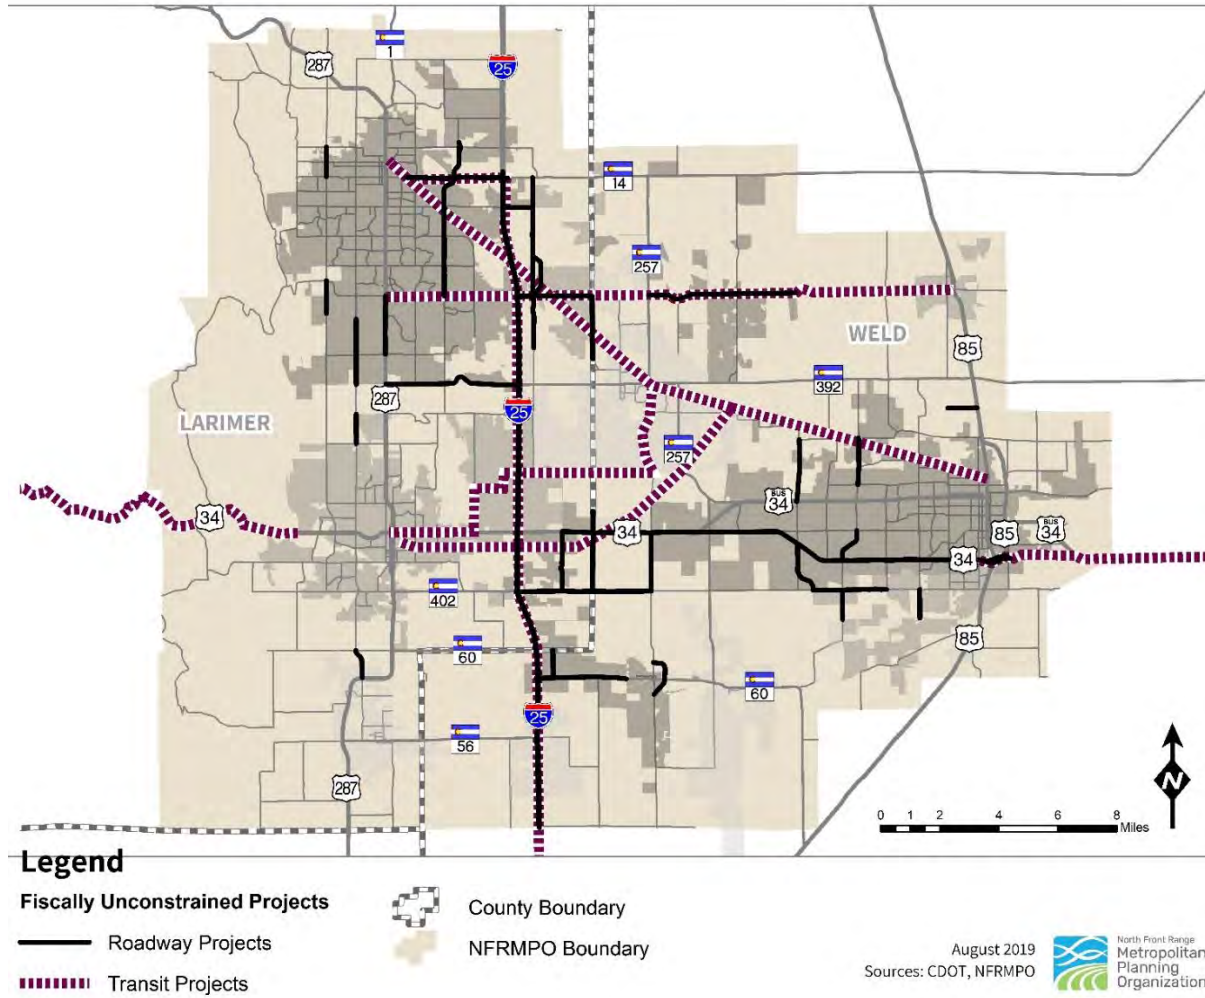 1
287
25
14
257
WELD
85
392
287
25
LARIMER
257
BUS
34
34
34
85
BUS
34
34
402
60
85
60
25
56
287
N
0 1 2 4 6 8
Miles
Legend
Fiscally Unconstrained Projects
Roadway Projects
Transit Projects
County Boundary
NFRMPO Boundary
August 2019
Sources: CDOT, NFRMPO
North Front Range
Metropolitan
Planning
Organization